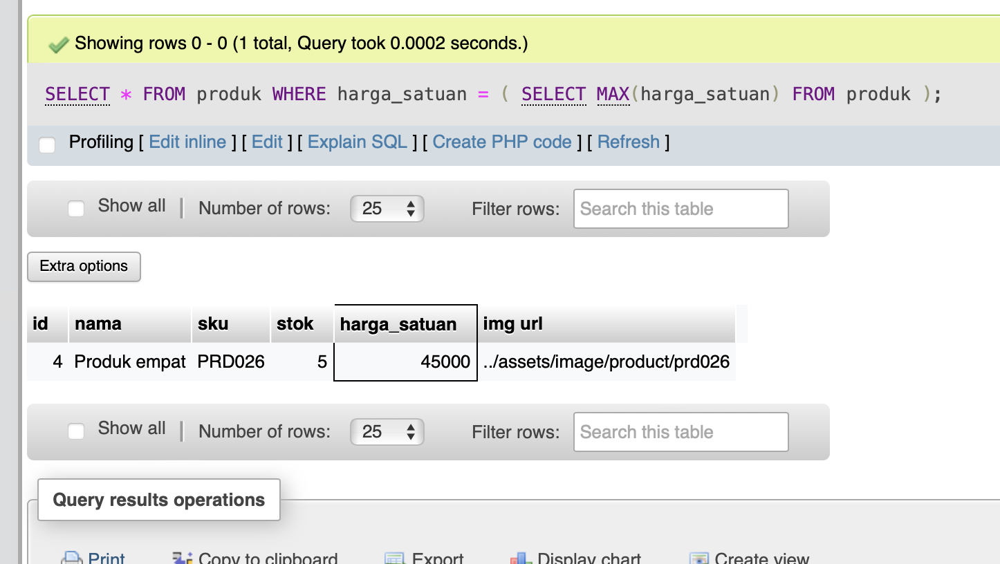 Showing rows 0 - 0 (1 total, Query took 0.0002 seconds.)
SELECT * FROM produk WHERE harga_satuan = ( SELECT MAX(harga_satuan) FROM produk );
Profiling [ Edit inline ] [ Edit ] [ Explain SQL ] [ Create PHP code ] [ Refresh ]
Show all | Number of rows: 25 Filter rows: Search this table
Extra options
id nama sku stok harga_satuan img url
4 Produk empat PRD026 5 45000 ../assets/image/product/prd026
Show all | Number of rows: 25 Filter rows: Search this table
Query results operations
Print Copy to clipboard Export Display chart Create view